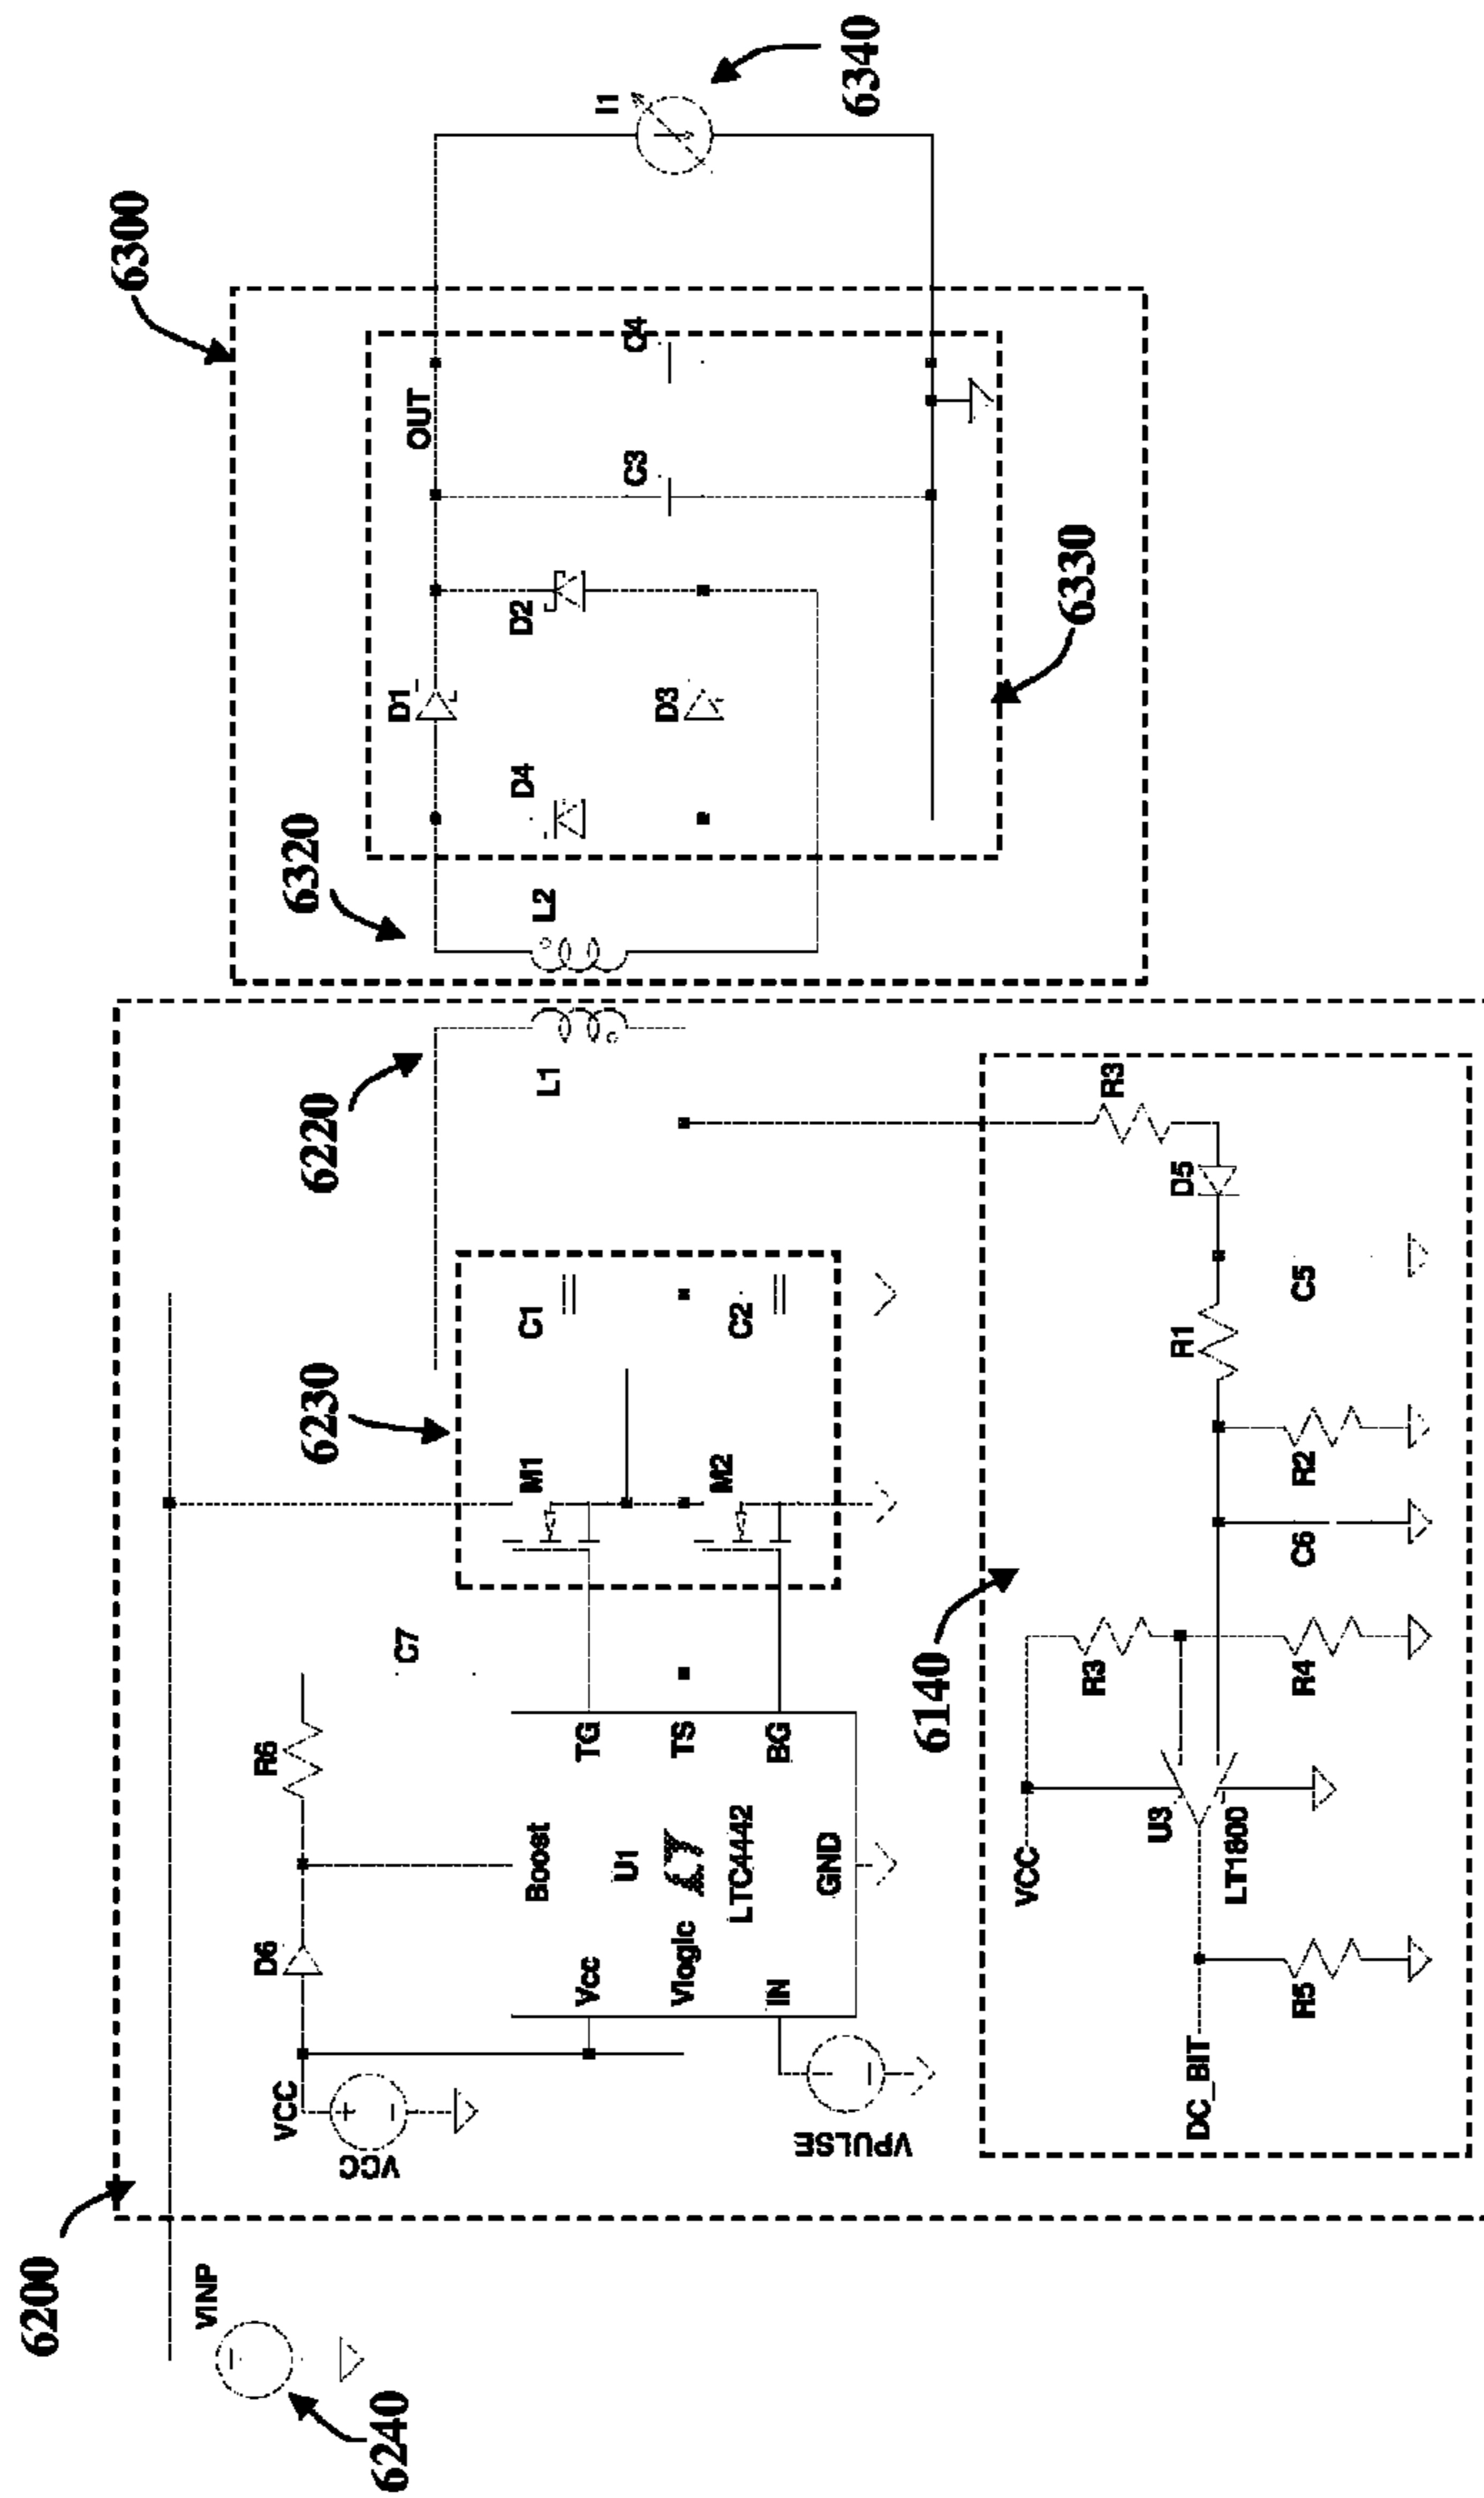 6200
6240
VINP
VCC
VCC
D6
R6
C7
Boost
U1
LT
LTC4442
Vcc
Vlogic
IN
TG
TS
BG
GND
VPULSE
6230
M1
M2
C1
C2
6220
L1
6320
L2
6300
D1
D4
D2
D3
C3
C4
OUT
6330
I1
6340
6140
DC_BIT
R5
VCC
U3
LT1800
R3
R4
C6
R2
R1
C5
D5
R3